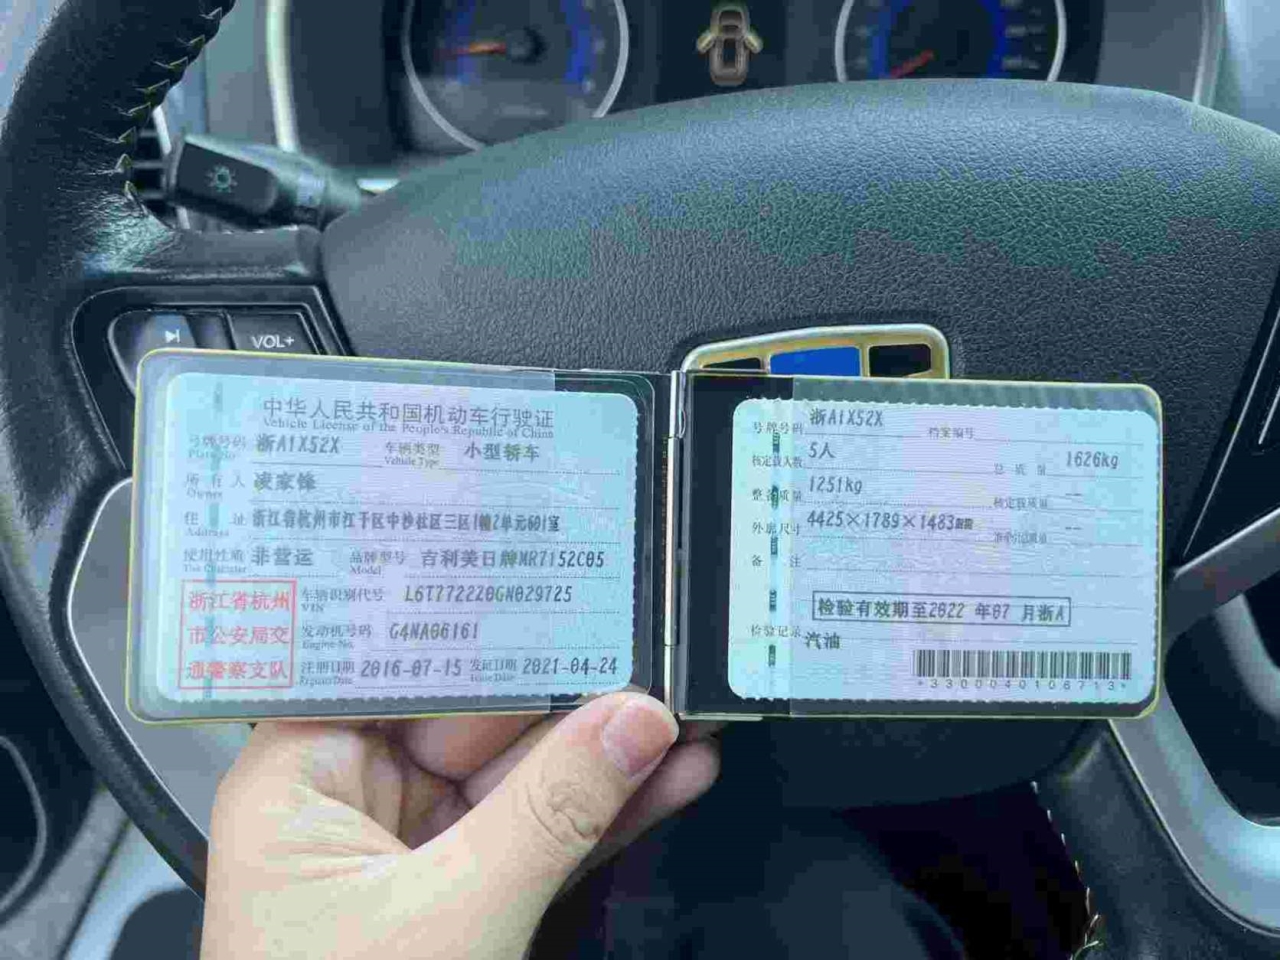 VOL+
中华人民共和国机动车行驶证
Vehicle License of the People's Republic of China
号牌号码 浙A1X52X 车辆类型 小型轿车
Plate No. Vehicle Type
所有人 凌家锋
Owner
住址 浙江省杭州市江干区中沙社区三区1幢2单元601室
Address
使用性质 非营运 品牌型号 吉利美日牌MR7152C05
Use Character Model
浙江省杭州
市公安局交
通警察支队
车辆识别代号 L6T7722Z0GN029725
VIN
发动机号码 G4NA06161
Engine No.
注册日期 2016-07-15 发证日期 2021-04-24
Register Date Issue Date
号牌号码 浙A1X52X 档案编号
核定载人数 5人 总质量 1626kg
整备质量 1251kg 核定载质量 --
外廓尺寸 4425×1789×1483 准牵引总质量 --
备注
检验有效期至2022年07月浙A
检验记录
汽油
*3300040106713*